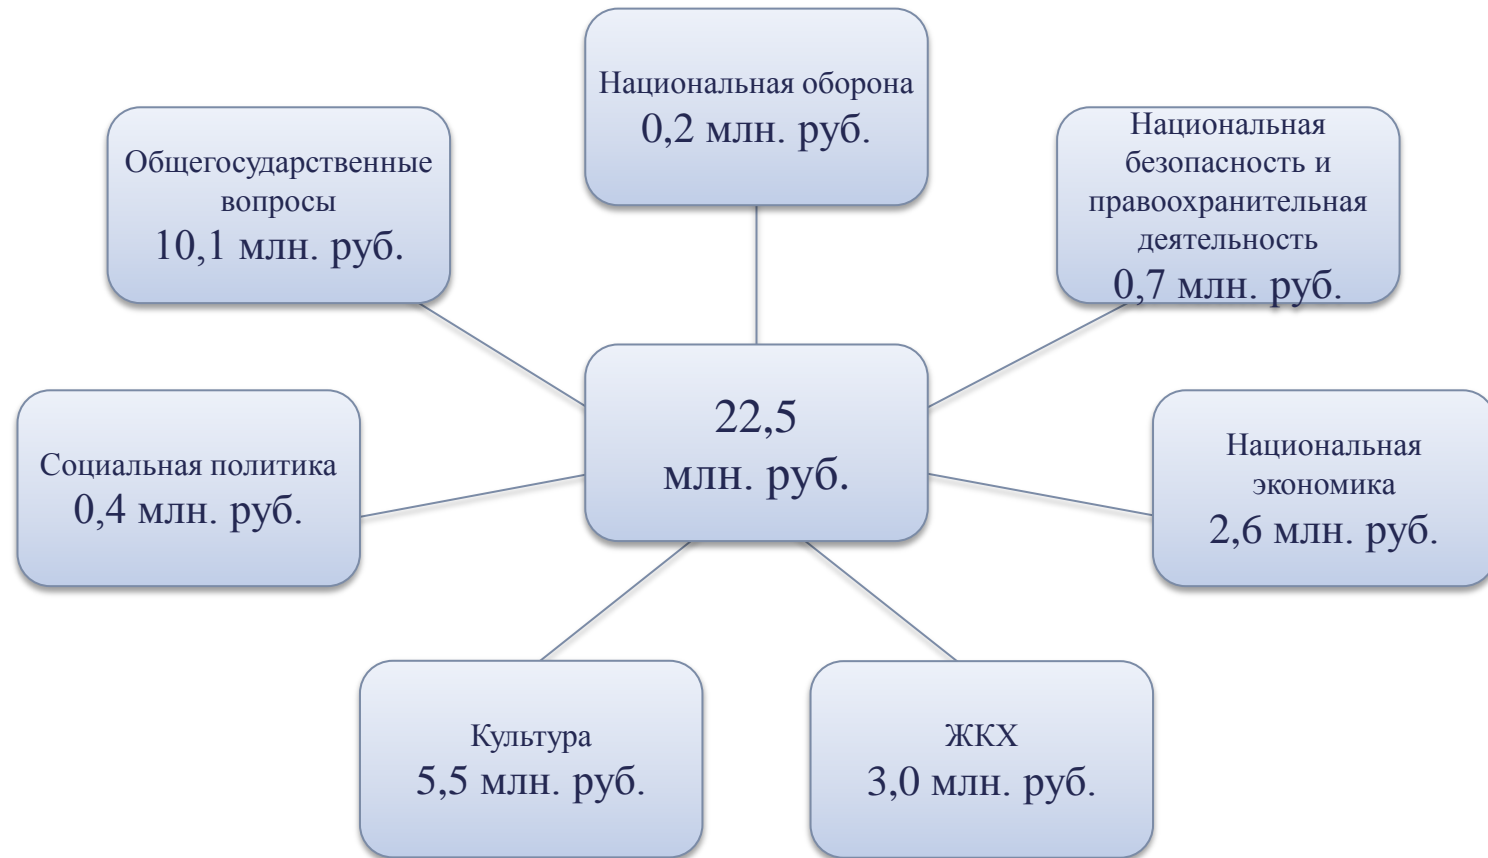 Национальная оборона
0,2 млн. руб.
Общегосударственные
вопросы
10,1 млн. руб.
Национальная
безопасность и
правоохранительная
деятельность
0,7 млн. руб.
22,5
млн. руб.
Социальная политика
0,4 млн. руб.
Национальная
экономика
2,6 млн. руб.
Культура
5,5 млн. руб.
ЖКХ
3,0 млн. руб.